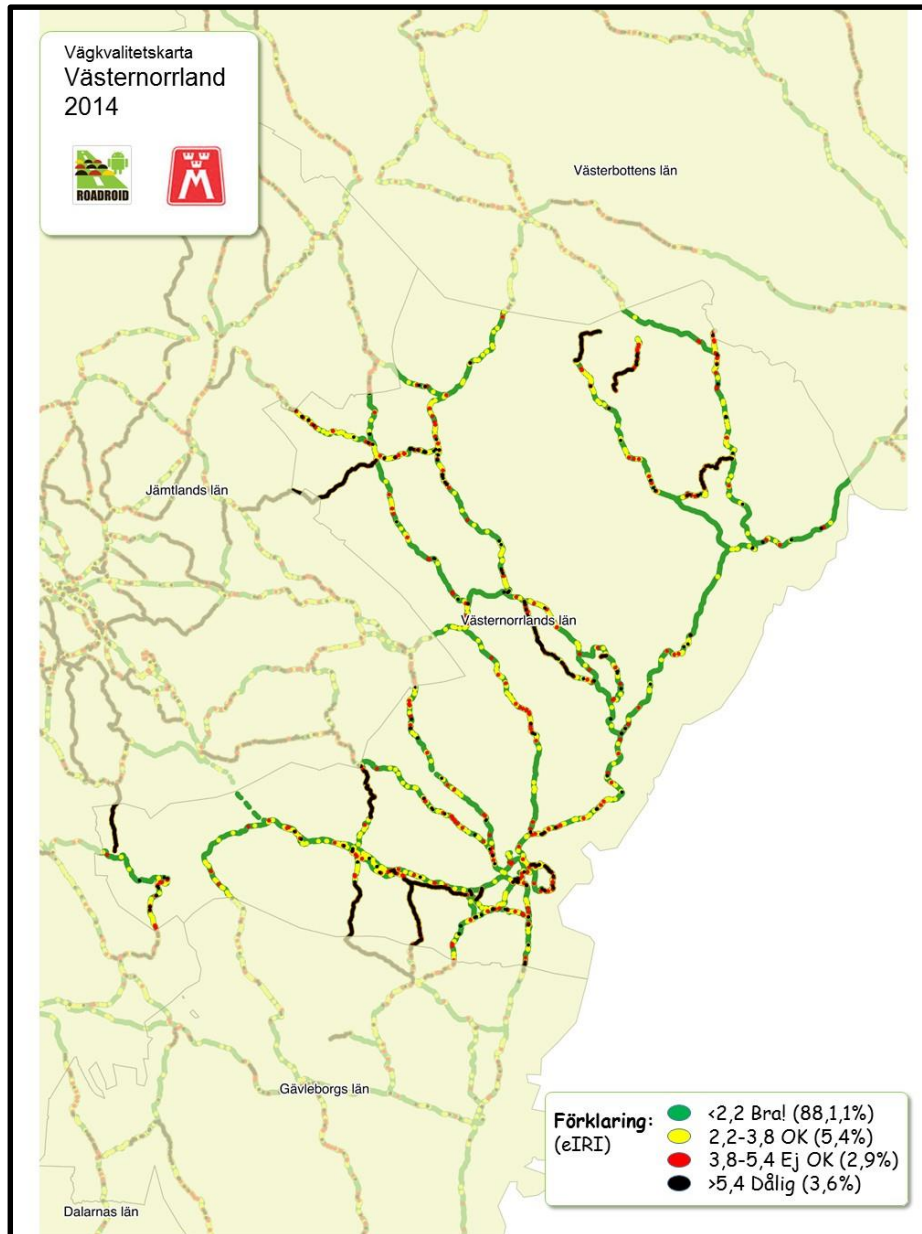 Vägkvalitetskarta
Västernorrland
2014
ROADROID
M
Västerbottens län
Jämtlands län
Västernorrlands län
Gävleborgs län
Dalarnas län
Förklaring:
(eIRI)
<2,2 Bra! (88,1,1%)
2,2-3,8 OK (5,4%)
3,8-5,4 Ej OK (2,9%)
>5,4 Dålig (3,6%)